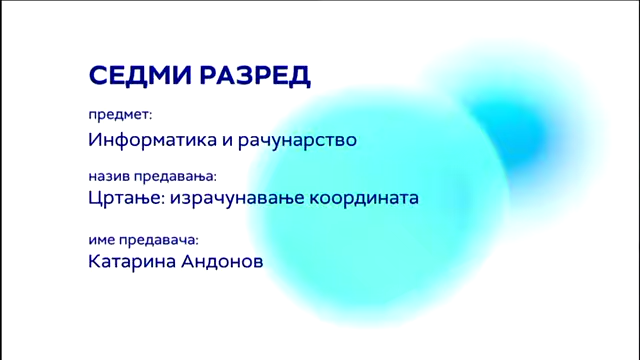 СЕДМИ РАЗРЕД
предмет:
Информатика и рачунарство
назив предавања:
Цртање: израчунавање координата
име предавача:
Катарина Андонов